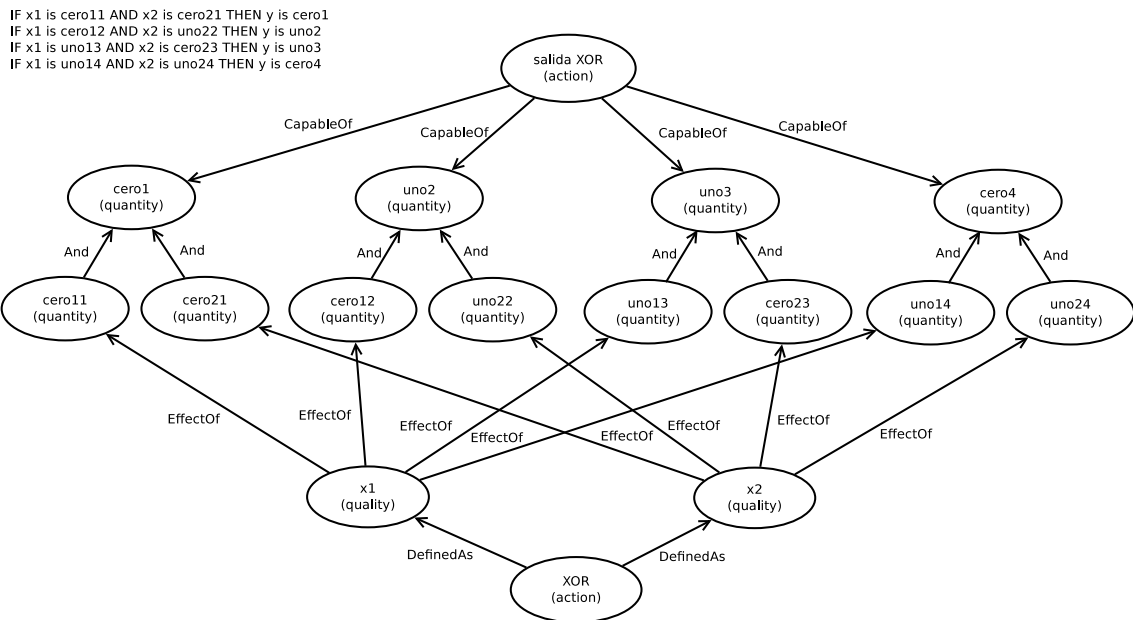 IF x1 is cero11 AND x2 is cero21 THEN y is cero1
IF x1 is cero12 AND x2 is uno22 THEN y is uno2
IF x1 is uno13 AND x2 is cero23 THEN y is uno3
IF x1 is uno14 AND x2 is uno24 THEN y is cero4
salida XOR
(action)
CapableOf
CapableOf
CapableOf
CapableOf
cero1
(quantity)
uno2
(quantity)
uno3
(quantity)
cero4
(quantity)
And
And
And
And
And
And
And
And
cero11
(quantity)
cero21
(quantity)
cero12
(quantity)
uno22
(quantity)
uno13
(quantity)
cero23
(quantity)
uno14
(quantity)
uno24
(quantity)
EffectOf
EffectOf
EffectOf
EffectOf
EffectOf
EffectOf
EffectOf
EffectOf
x1
(quality)
x2
(quality)
DefinedAs
DefinedAs
XOR
(action)